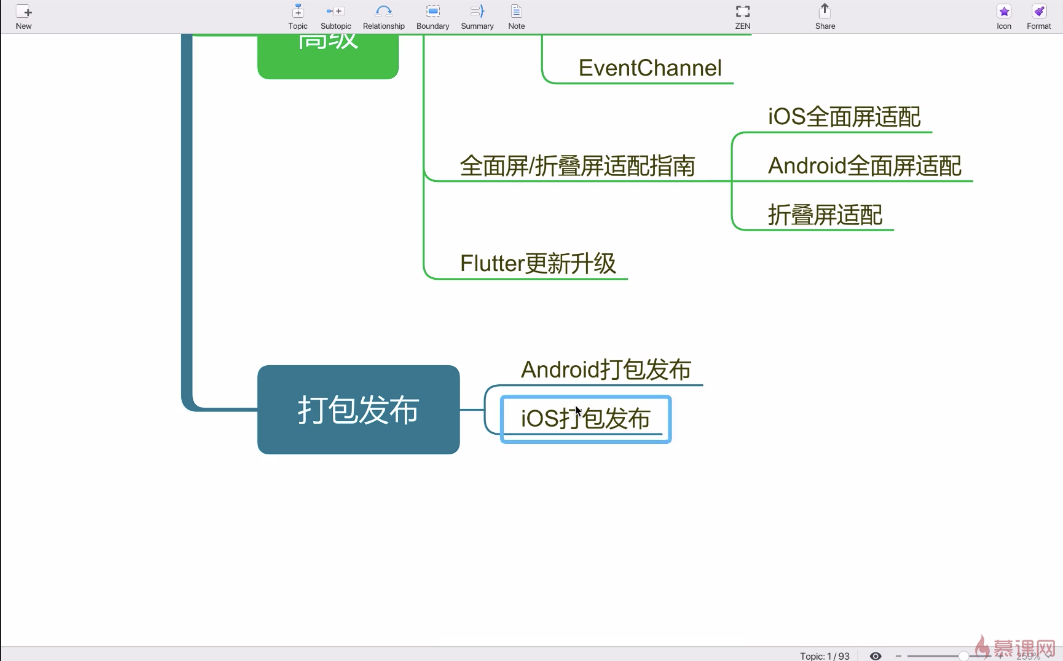 New
Topic
Subtopic
Relationship
Boundary
Summary
Note
ZEN
Share
Icon
Format
高级
EventChannel
iOS全面屏适配
全面屏/折叠屏适配指南
Android全面屏适配
折叠屏适配
Flutter更新升级
Android打包发布
打包发布
iOS打包发布
Topic: 1 / 93
慕课网